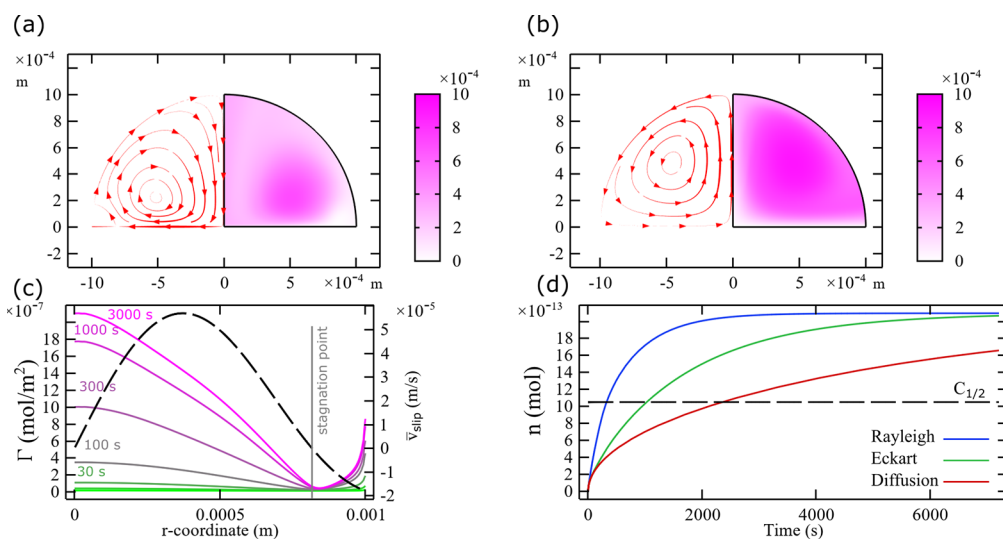 (a)
(b)
×10⁻⁴
m
×10⁻⁴
×10⁻⁴
m
×10⁻⁴
10
8
6
4
2
0
-2
10
8
6
4
2
0
10
8
6
4
2
0
-2
10
8
6
4
2
0
-10 -5 0 5 ×10⁻⁴ m
-10 -5 0 5 ×10⁻⁴ m
(c)
×10⁻⁷
×10⁻⁵
3000 s
1000 s
300 s
100 s
30 s
stagnation point
18
16
14
12
10
8
6
4
2
0
Γ (mol/m²)
5
4
3
2
1
0
-1
-2
v̄slip (m/s)
0 0.0005 0.001
r-coordinate (m)
(d)
×10⁻¹³
18
16
14
12
10
8
6
4
2
0
n (mol)
C1/2
Rayleigh
Eckart
Diffusion
0 2000 4000 6000
Time (s)